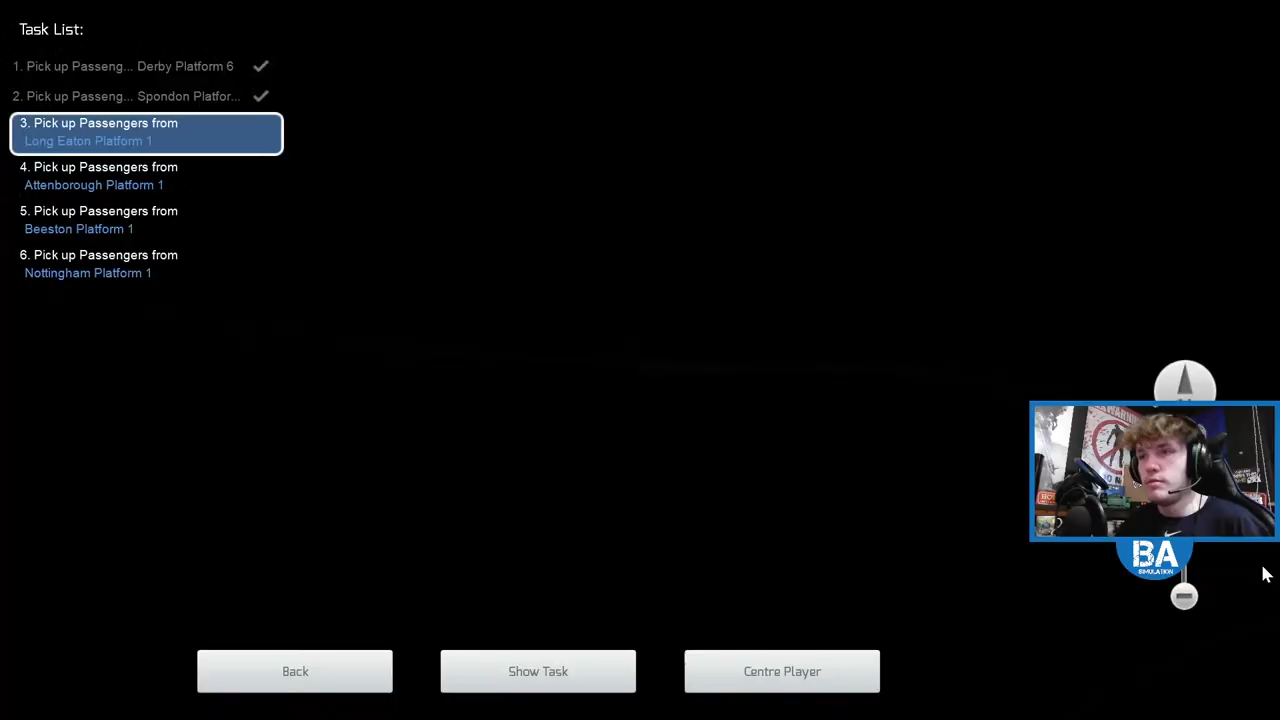 Task List:
1. Pick up Passeng... Derby Platform 6
2. Pick up Passeng... Spondon Platfor...
3. Pick up Passengers from
Long Eaton Platform 1
4. Pick up Passengers from
Attenborough Platform 1
5. Pick up Passengers from
Beeston Platform 1
6. Pick up Passengers from
Nottingham Platform 1
BA
SIMULATION
Back
Show Task
Centre Player